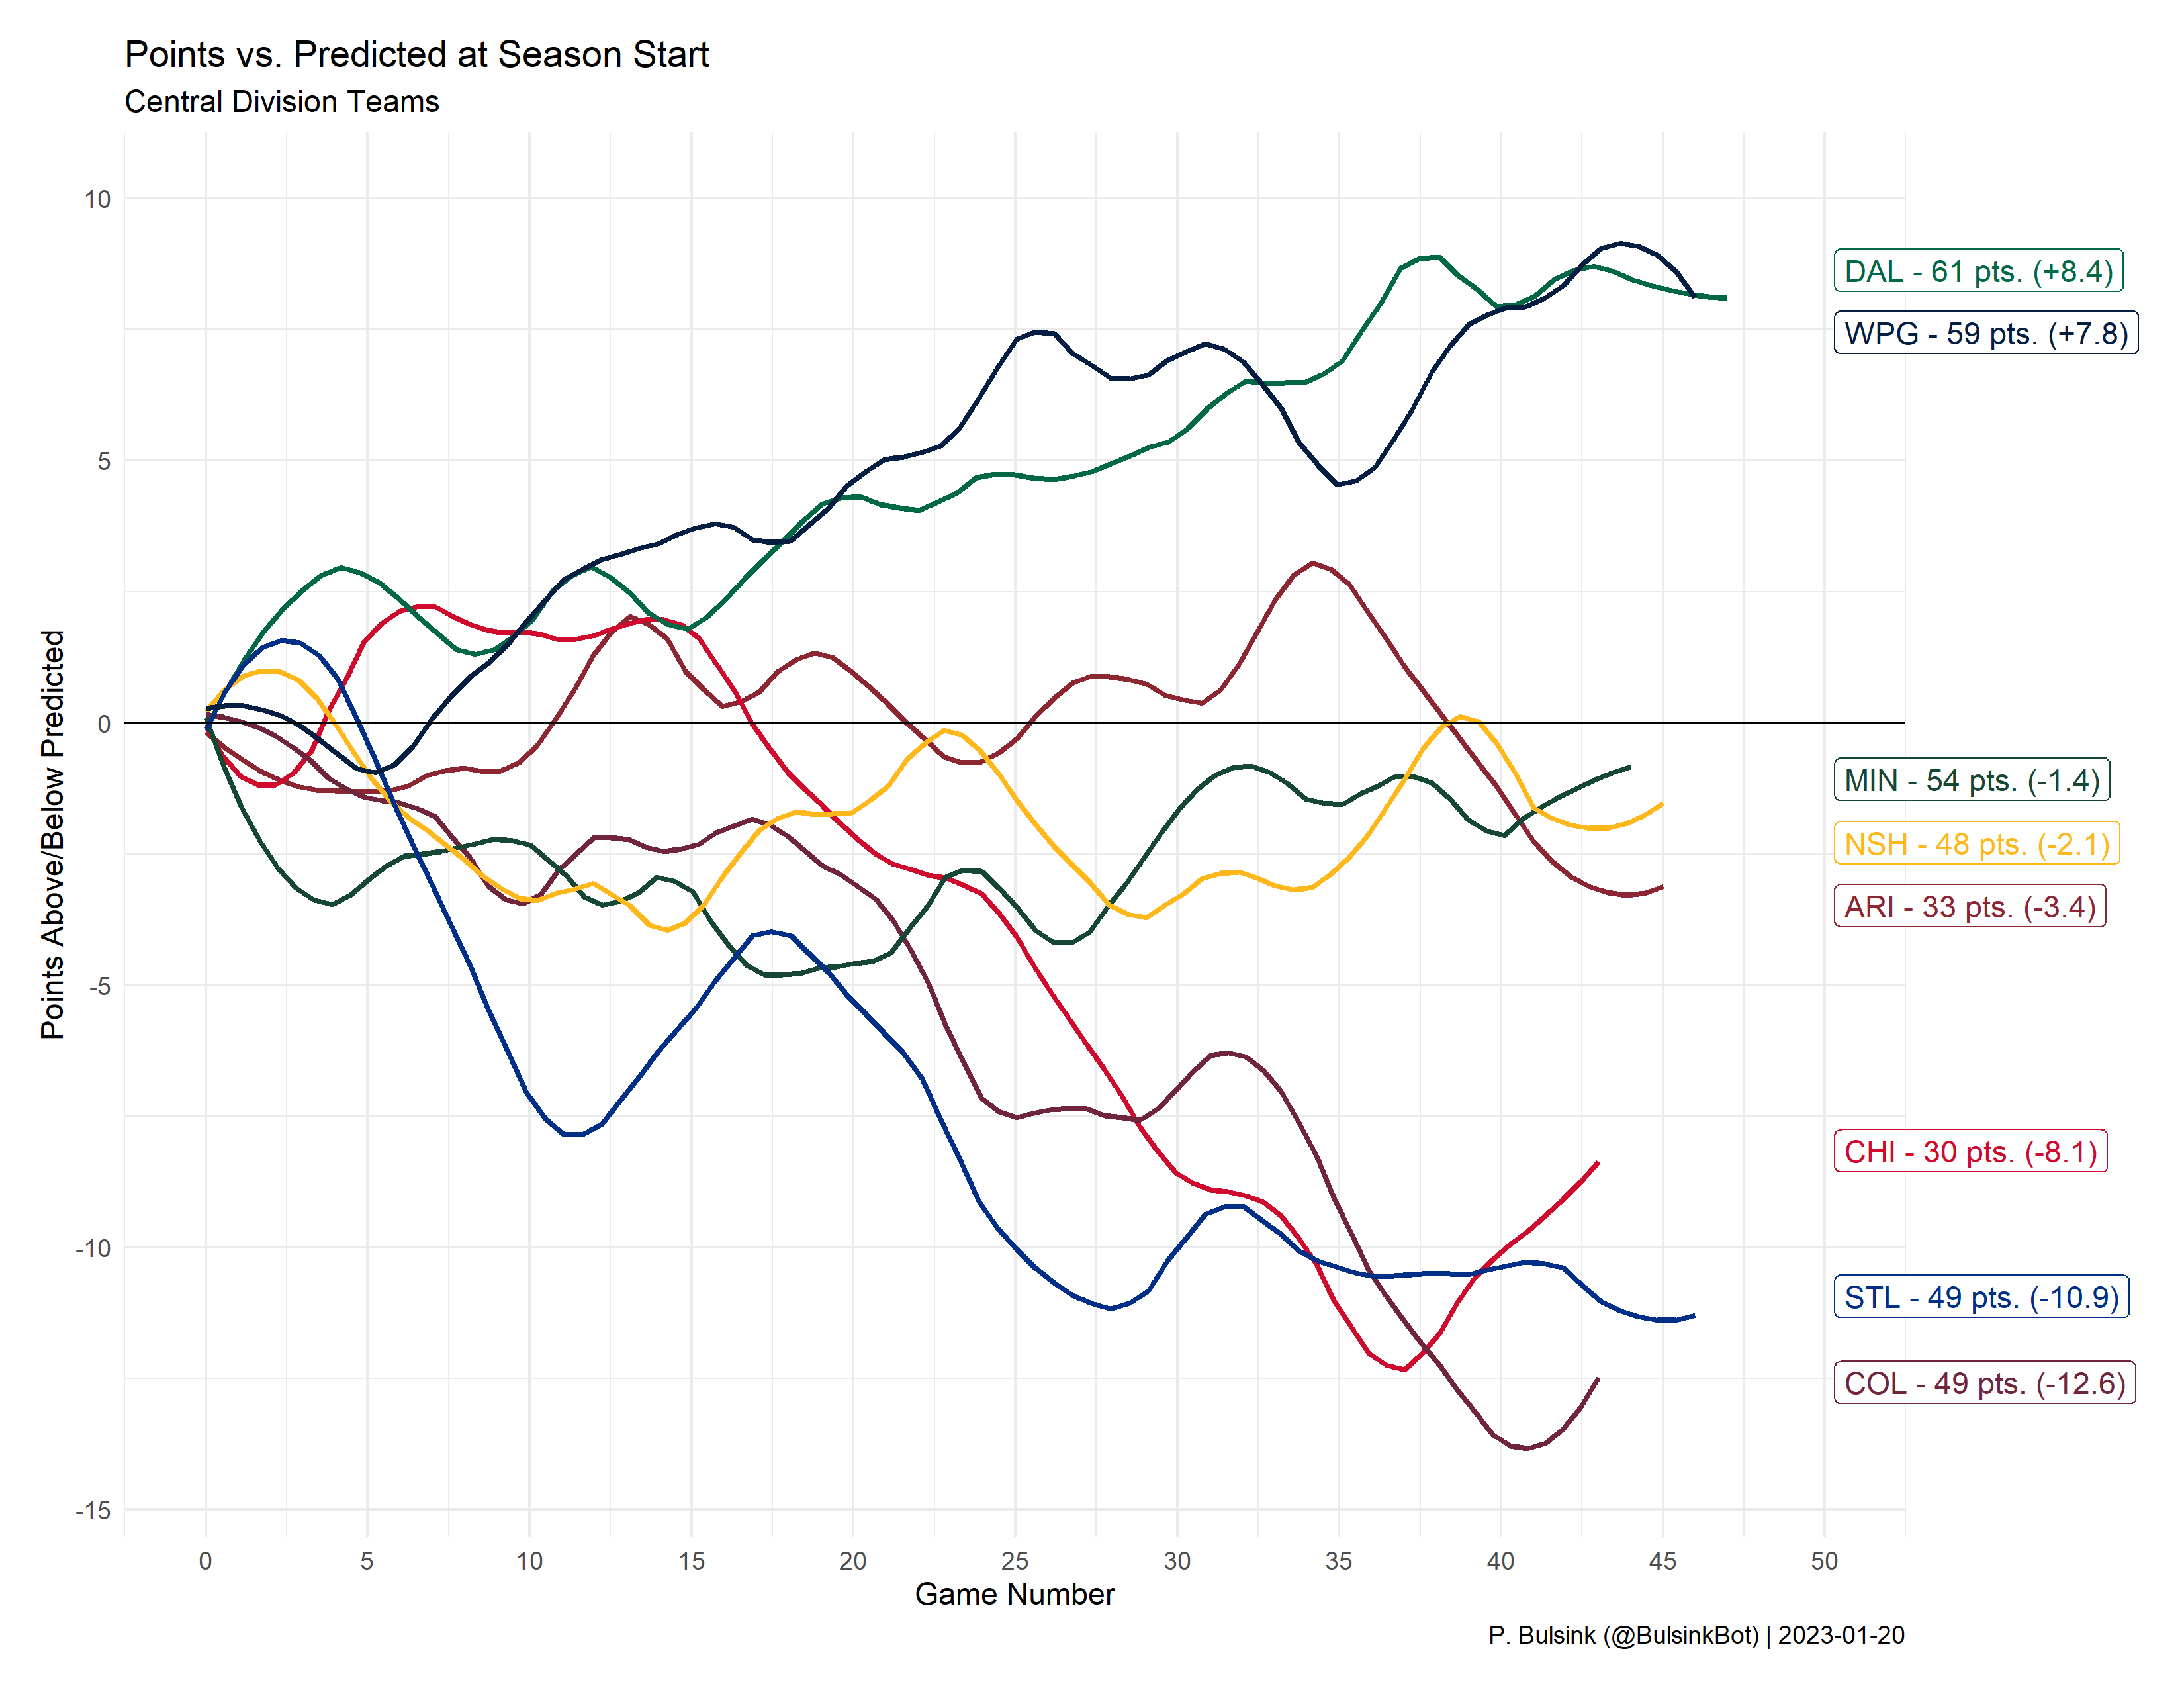 Points vs. Predicted at Season Start
Central Division Teams
Points Above/Below Predicted
10
5
0
-5
-10
-15
DAL - 61 pts. (+8.4)
WPG - 59 pts. (+7.8)
MIN - 54 pts. (-1.4)
NSH - 48 pts. (-2.1)
ARI - 33 pts. (-3.4)
CHI - 30 pts. (-8.1)
STL - 49 pts. (-10.9)
COL - 49 pts. (-12.6)
0 5 10 15 20 25 30 35 40 45 50
Game Number
P. Bulsink (@BulsinkBot) | 2023-01-20